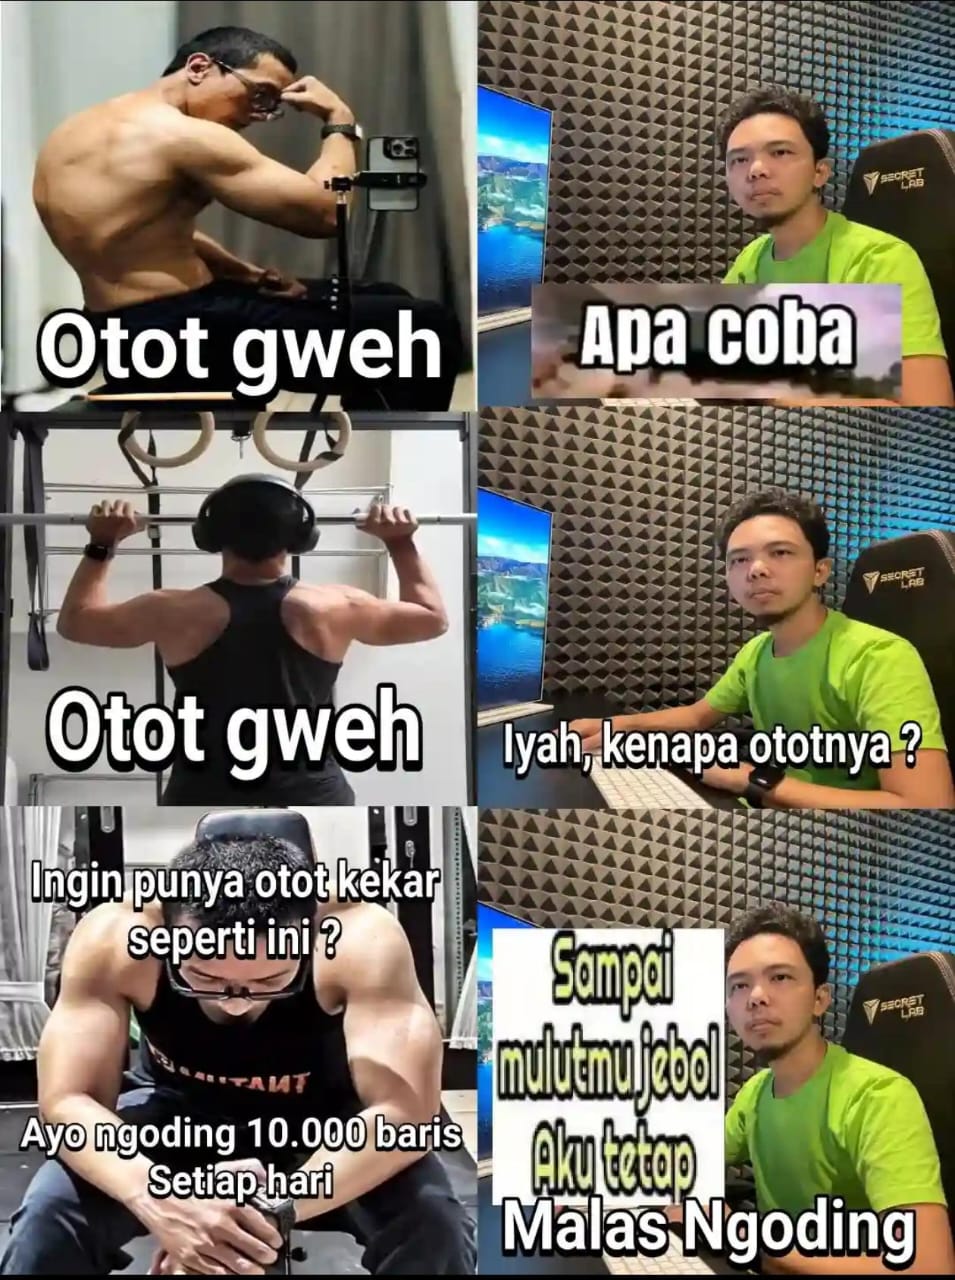 Otot gweh
SECRET
LAB
Apa coba
Otot gweh
SECRET
LAB
Iyah, kenapa ototnya ?
Ingin punya otot kekar
seperti ini ?
Ayo ngoding 10.000 baris
Setiap hari
SECRET
LAB
Sampai
mulutmu jebol
Aku tetap
Malas Ngoding